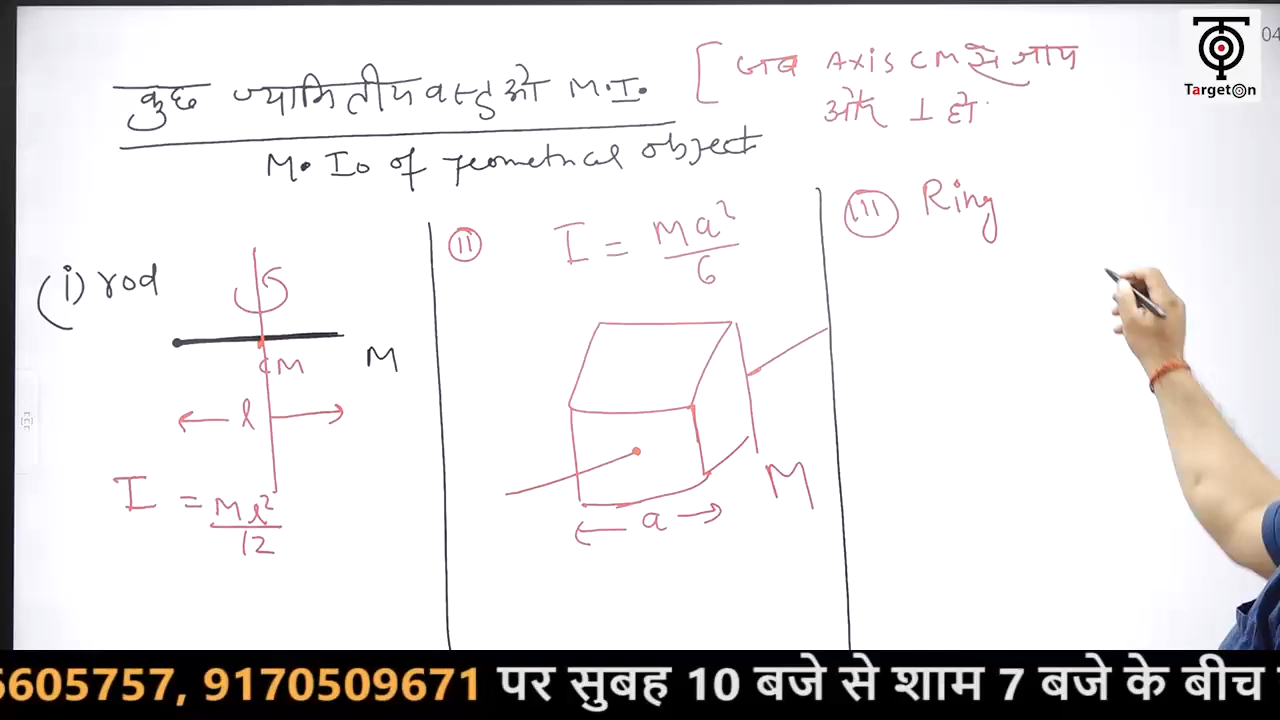 कुछ ज्यामितीय वस्तुओ M.I.
[ जब Axis CM से जाय
और ⊥ हो
M.I. of geometrical object
(i) rod
CM
M
l
I = Ml²/12
(ii)
I = Ma²/6
a
M
(iii) Ring
TargetOn
04
5605757, 9170509671 पर सुबह 10 बजे से शाम 7 बजे के बीच